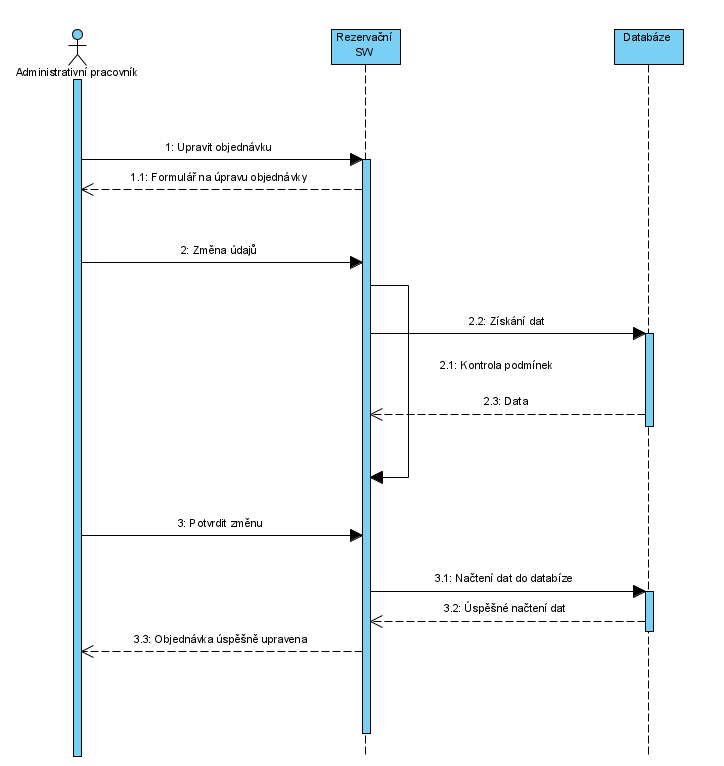 Rezervační
SW
Databáze
Administrativní pracovník
1: Upravit objednávku
1.1: Formulář na úpravu objednávky
2: Změna údajů
2.2: Získání dat
2.1: Kontrola podmínek
2.3: Data
3: Potvrdit změnu
3.1: Načtení dat do databíze
3.2: Úspěšné načtení dat
3.3: Objednávka úspěšně upravena